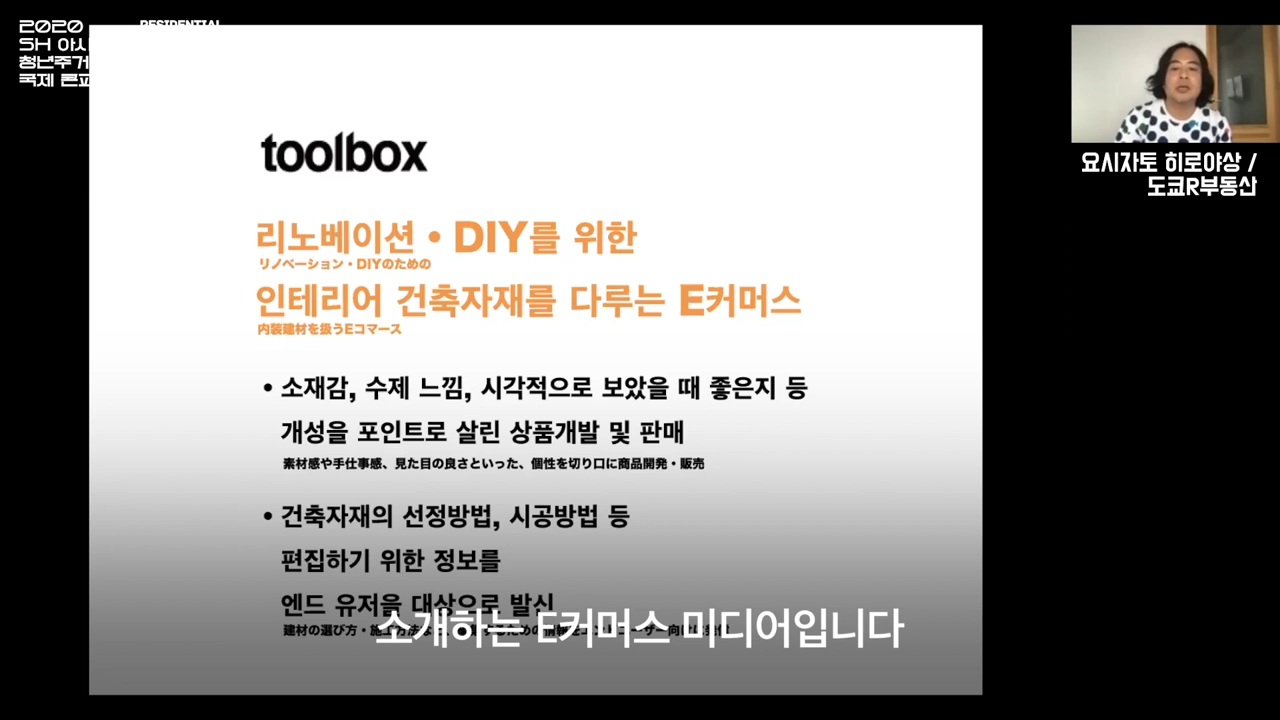 2020
SH 아시
청년주거
국제 콘퍼
RESIDENTIAL
toolbox
리노베이션・DIY를 위한
リノベーション・DIYのための
인테리어 건축자재를 다루는 E커머스
内装建材を扱うEコマース
• 소재감, 수제 느낌, 시각적으로 보았을 때 좋은지 등
개성을 포인트로 살린 상품개발 및 판매
素材感や手仕事感、見た目の良さといった、個性を切り口に商品開発・販売
• 건축자재의 선정방법, 시공방법 등
편집하기 위한 정보를
엔드 유저을 대상으로 발신
建材の選び方・施工方法な
소개하는 E커머스 미디어입니다
요시자토 히로야상 /
도쿄R부동산